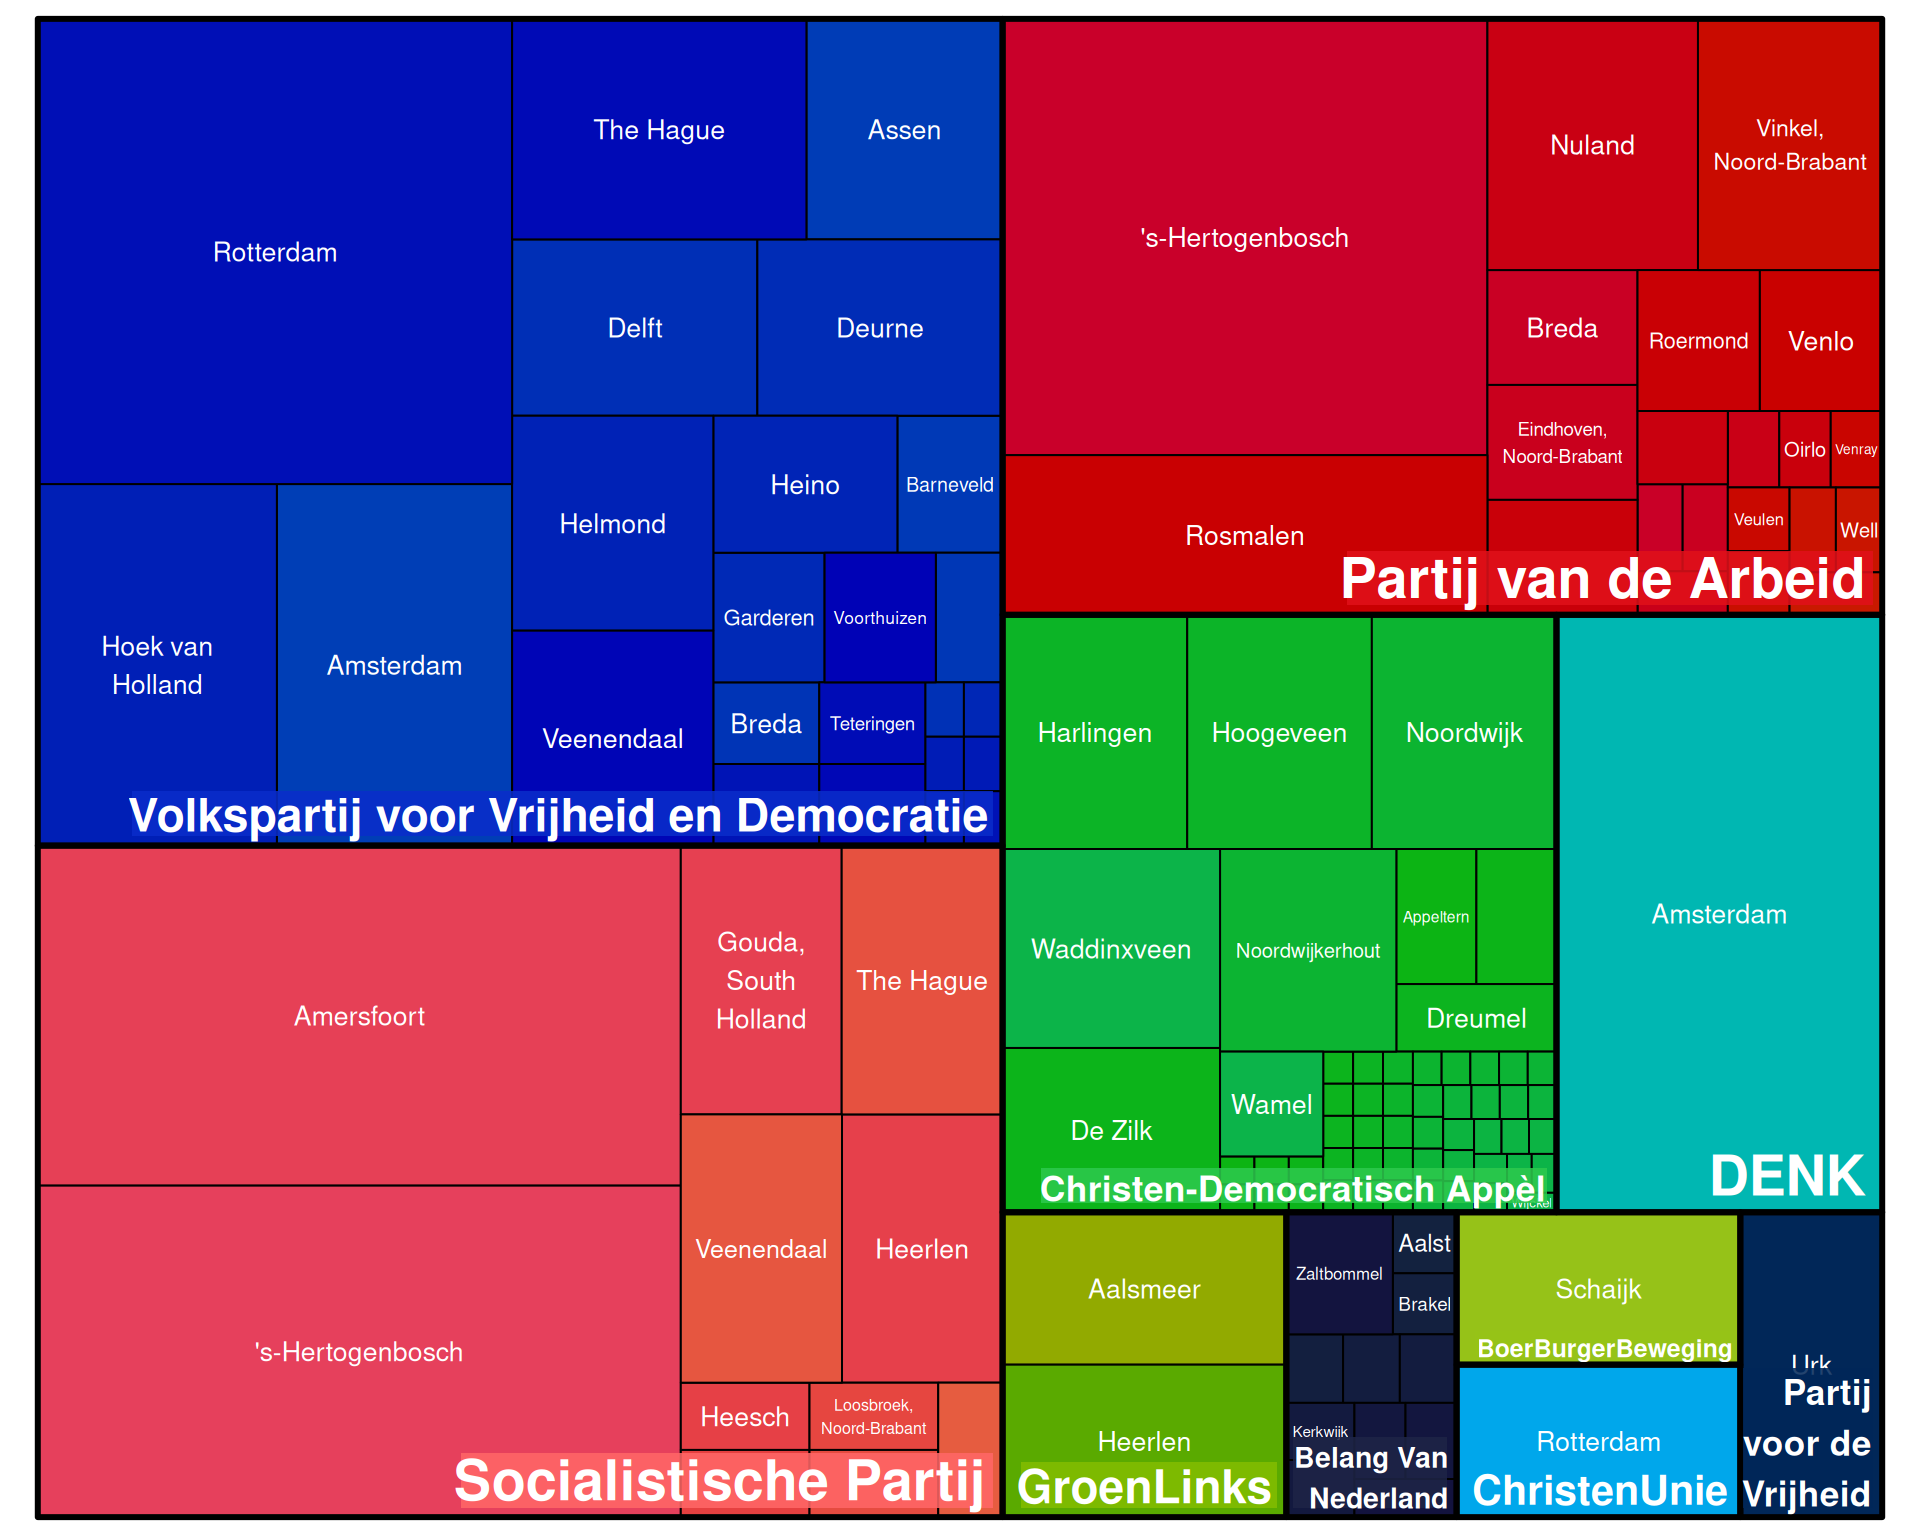 Rotterdam
The Hague
Assen
Delft
Deurne
Helmond
Heino
Barneveld
Garderen
Voorthuizen
Hoek van
Holland
Amsterdam
Veenendaal
Breda
Teteringen
Volkspartij voor Vrijheid en Democratie
's-Hertogenbosch
Nuland
Vinkel,
Noord-Brabant
Breda
Roermond
Venlo
Eindhoven,
Noord-Brabant
Oirlo
Venray
Rosmalen
Veulen
Well
Partij van de Arbeid
Amersfoort
Gouda,
South
Holland
The Hague
Veenendaal
Heerlen
's-Hertogenbosch
Heesch
Loosbroek,
Noord-Brabant
Socialistische Partij
Harlingen
Hoogeveen
Noordwijk
Waddinxveen
Noordwijkerhout
Appeltern
Dreumel
De Zilk
Wamel
Wijckel
Christen-Democratisch Appèl
Amsterdam
DENK
Aalsmeer
Heerlen
GroenLinks
Zaltbommel
Aalst
Brakel
Kerkwijk
Belang Van
Nederland
Schaijk
BoerBurgerBeweging
Rotterdam
ChristenUnie
Urk
Partij
voor de
Vrijheid